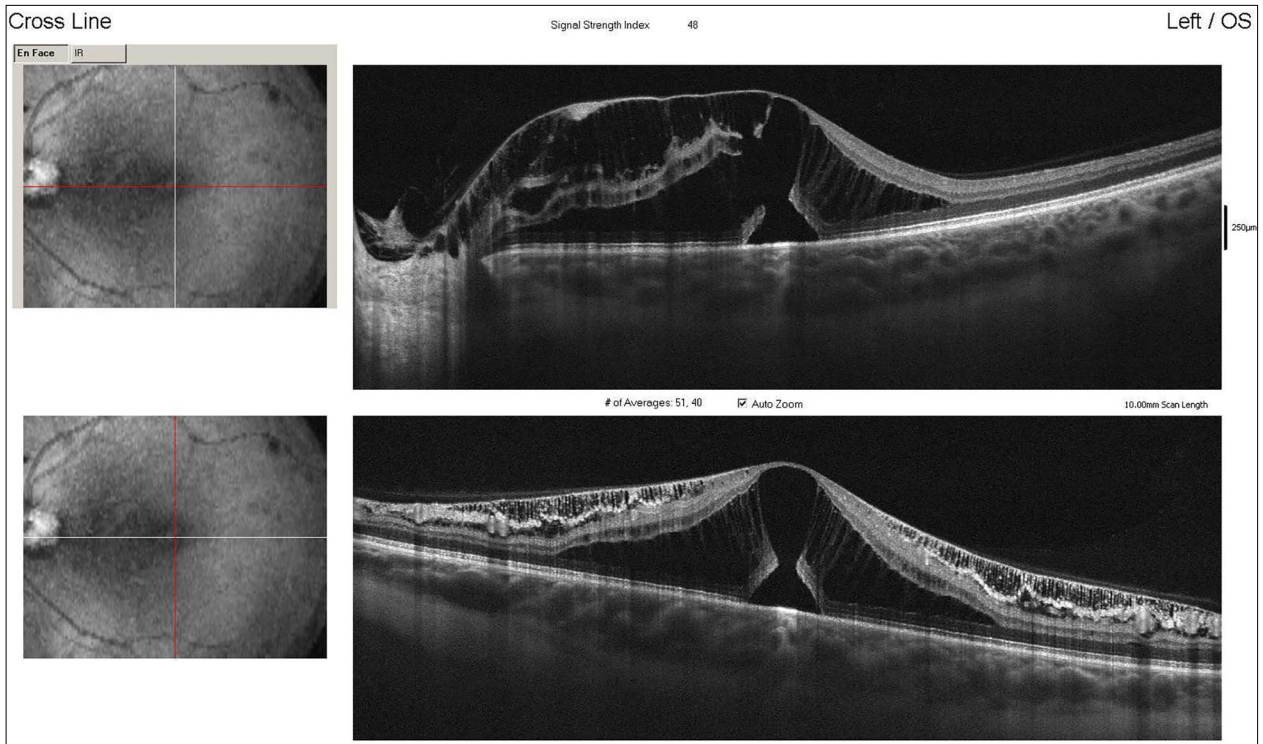 Cross Line
Signal Strength Index 48
Left / OS
En Face IR
250µm
# of Averages: 51, 40 Auto Zoom 10.00mm Scan Length